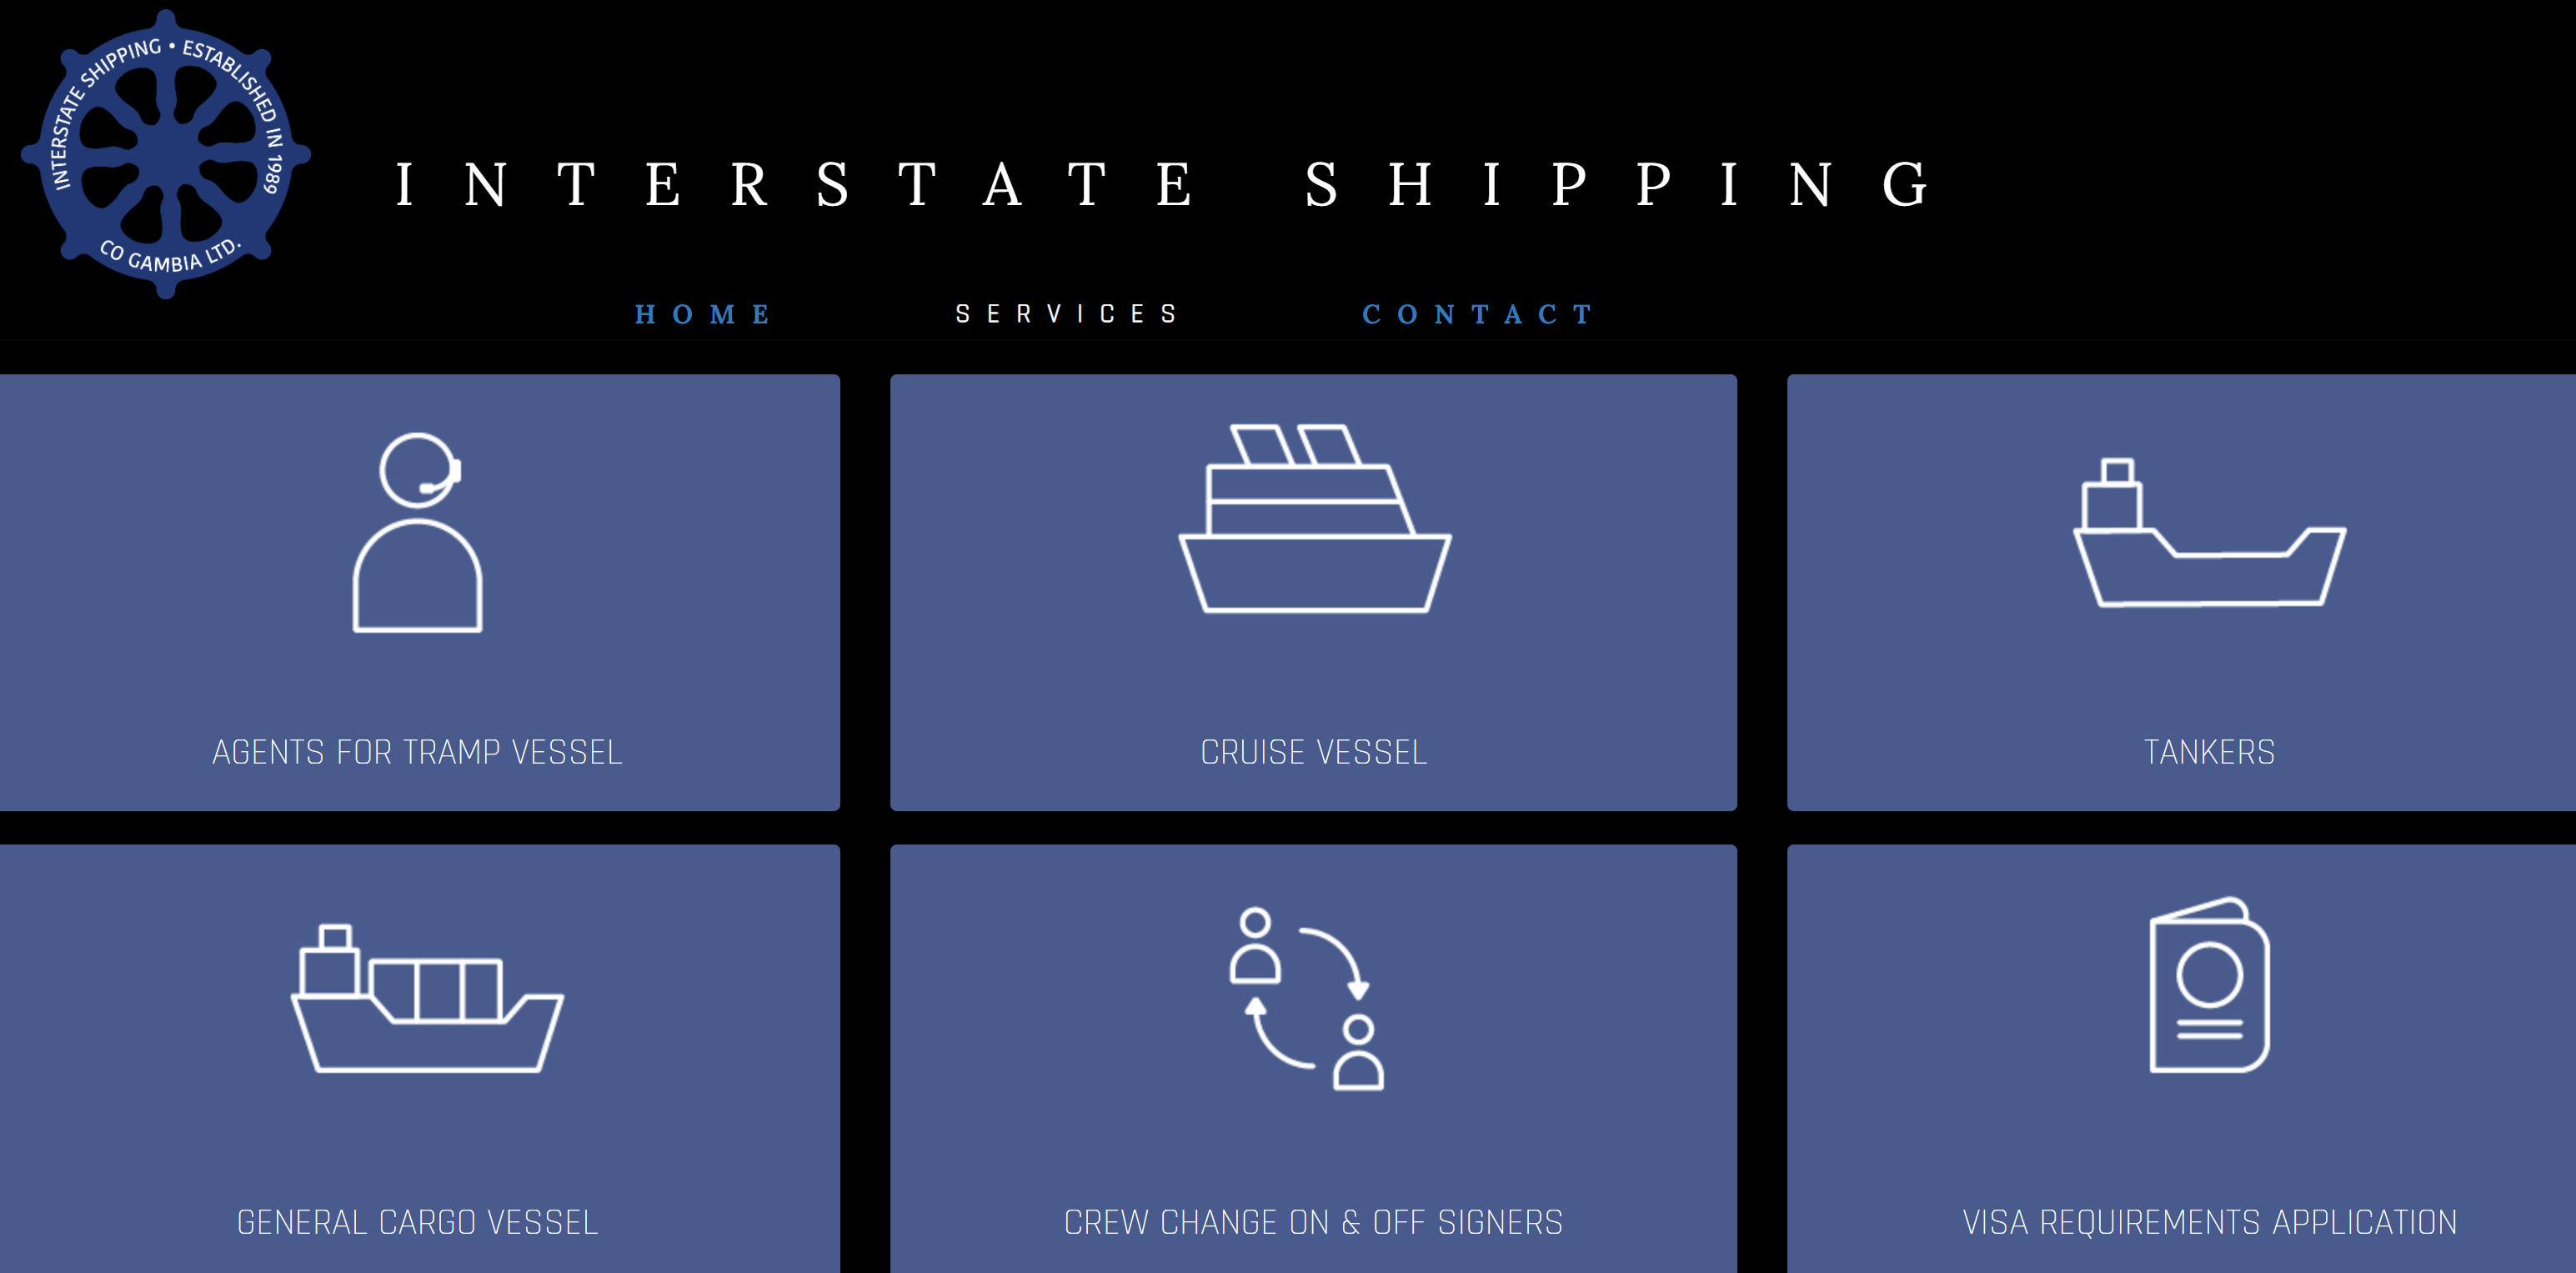 INTERSTATE SHIPPING • ESTABLISHED IN 1989
CO GAMBIA LTD.
INTERSTATE SHIPPING
HOME SERVICES CONTACT
AGENTS FOR TRAMP VESSEL
CRUISE VESSEL
TANKERS
GENERAL CARGO VESSEL
CREW CHANGE ON & OFF SIGNERS
VISA REQUIREMENTS APPLICATION